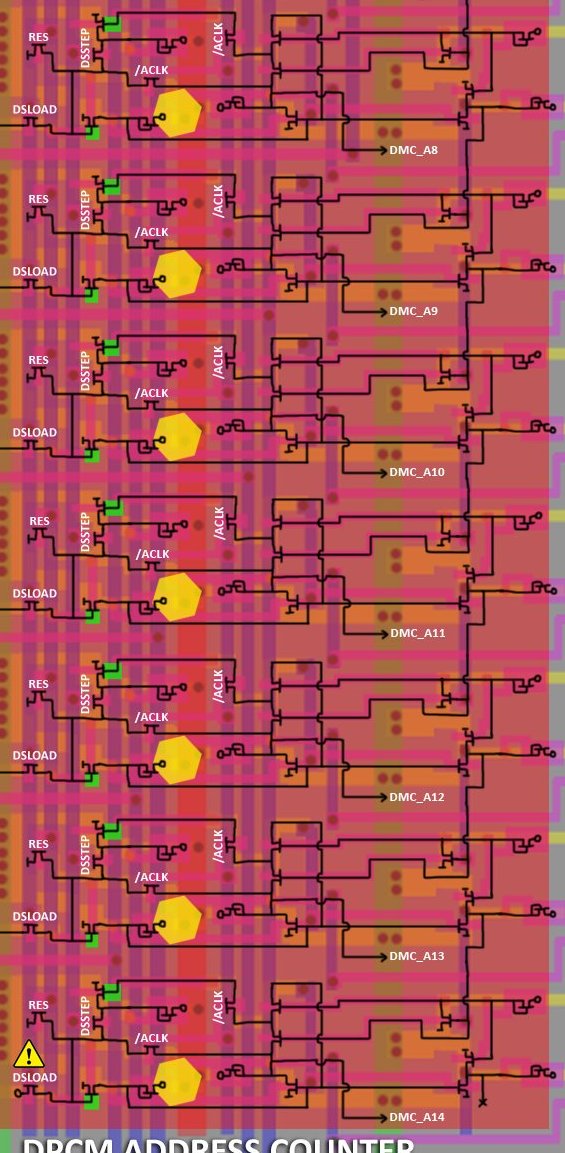 RES
DSSTEP
/ACLK
/ACLK
DSLOAD
DMC_A8
RES
DSSTEP
/ACLK
/ACLK
DSLOAD
DMC_A9
RES
DSSTEP
/ACLK
/ACLK
DSLOAD
DMC_A10
RES
DSSTEP
/ACLK
/ACLK
DSLOAD
DMC_A11
RES
DSSTEP
/ACLK
/ACLK
DSLOAD
DMC_A12
RES
DSSTEP
/ACLK
/ACLK
DSLOAD
DMC_A13
RES
DSSTEP
/ACLK
/ACLK
DSLOAD
DMC_A14
DPCM ADDRESS COUNTER